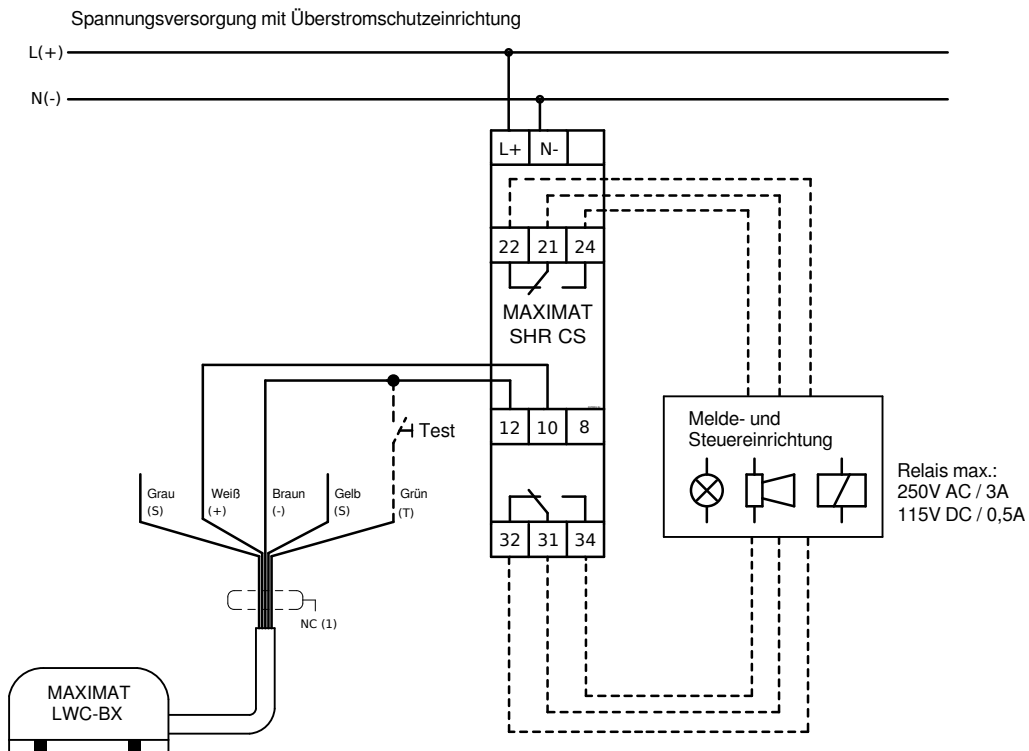 Spannungsversorgung mit Überstromschutzeinrichtung
L(+)
N(-)
L+ N-
22 21 24
MAXIMAT
SHR CS
12 10 8
Test
Melde- und
Steuereinrichtung
Relais max.:
250V AC / 3A
115V DC / 0,5A
Grau
(S)
Weiß
(+)
Braun
(-)
Gelb
(S)
Grün
(T)
32 31 34
NC (1)
MAXIMAT
LWC-BX